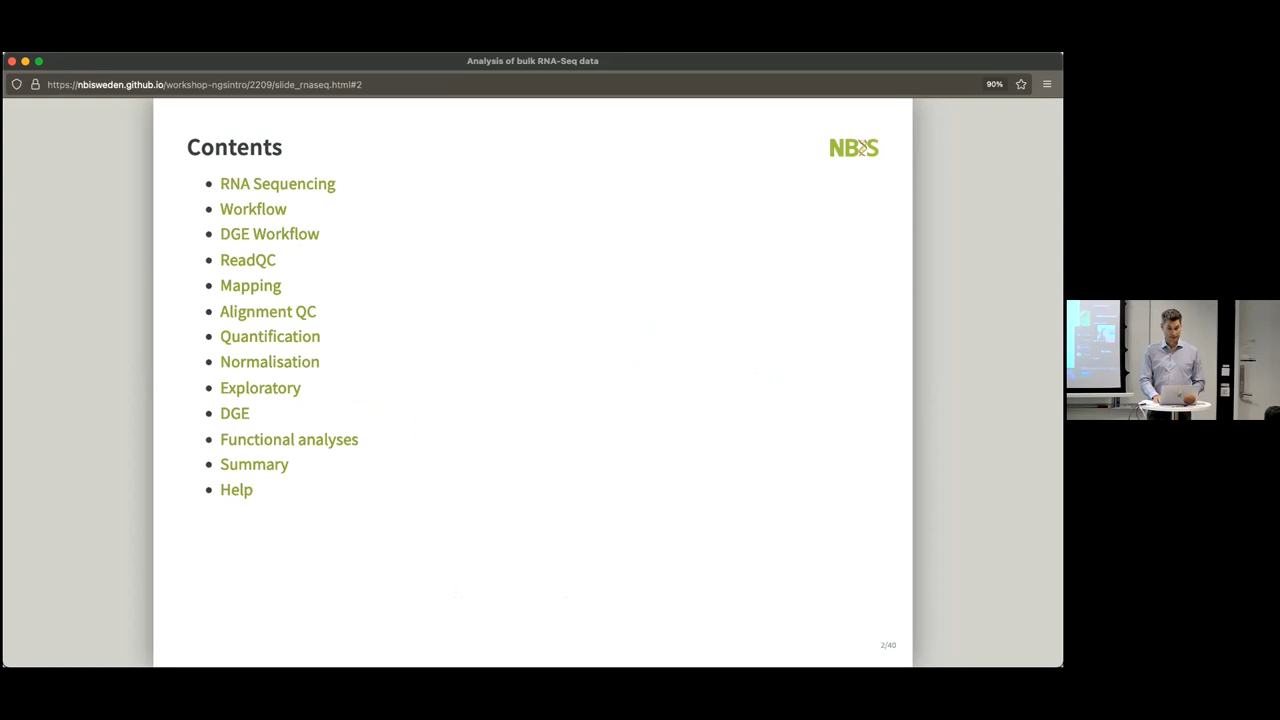 Analysis of bulk RNA-Seq data
https://nbisweden.github.io/workshop-ngsintro/2209/slide_rnaseq.html#2
90%
Contents
NBIS
RNA Sequencing
Workflow
DGE Workflow
ReadQC
Mapping
Alignment QC
Quantification
Normalisation
Exploratory
DGE
Functional analyses
Summary
Help
2/40